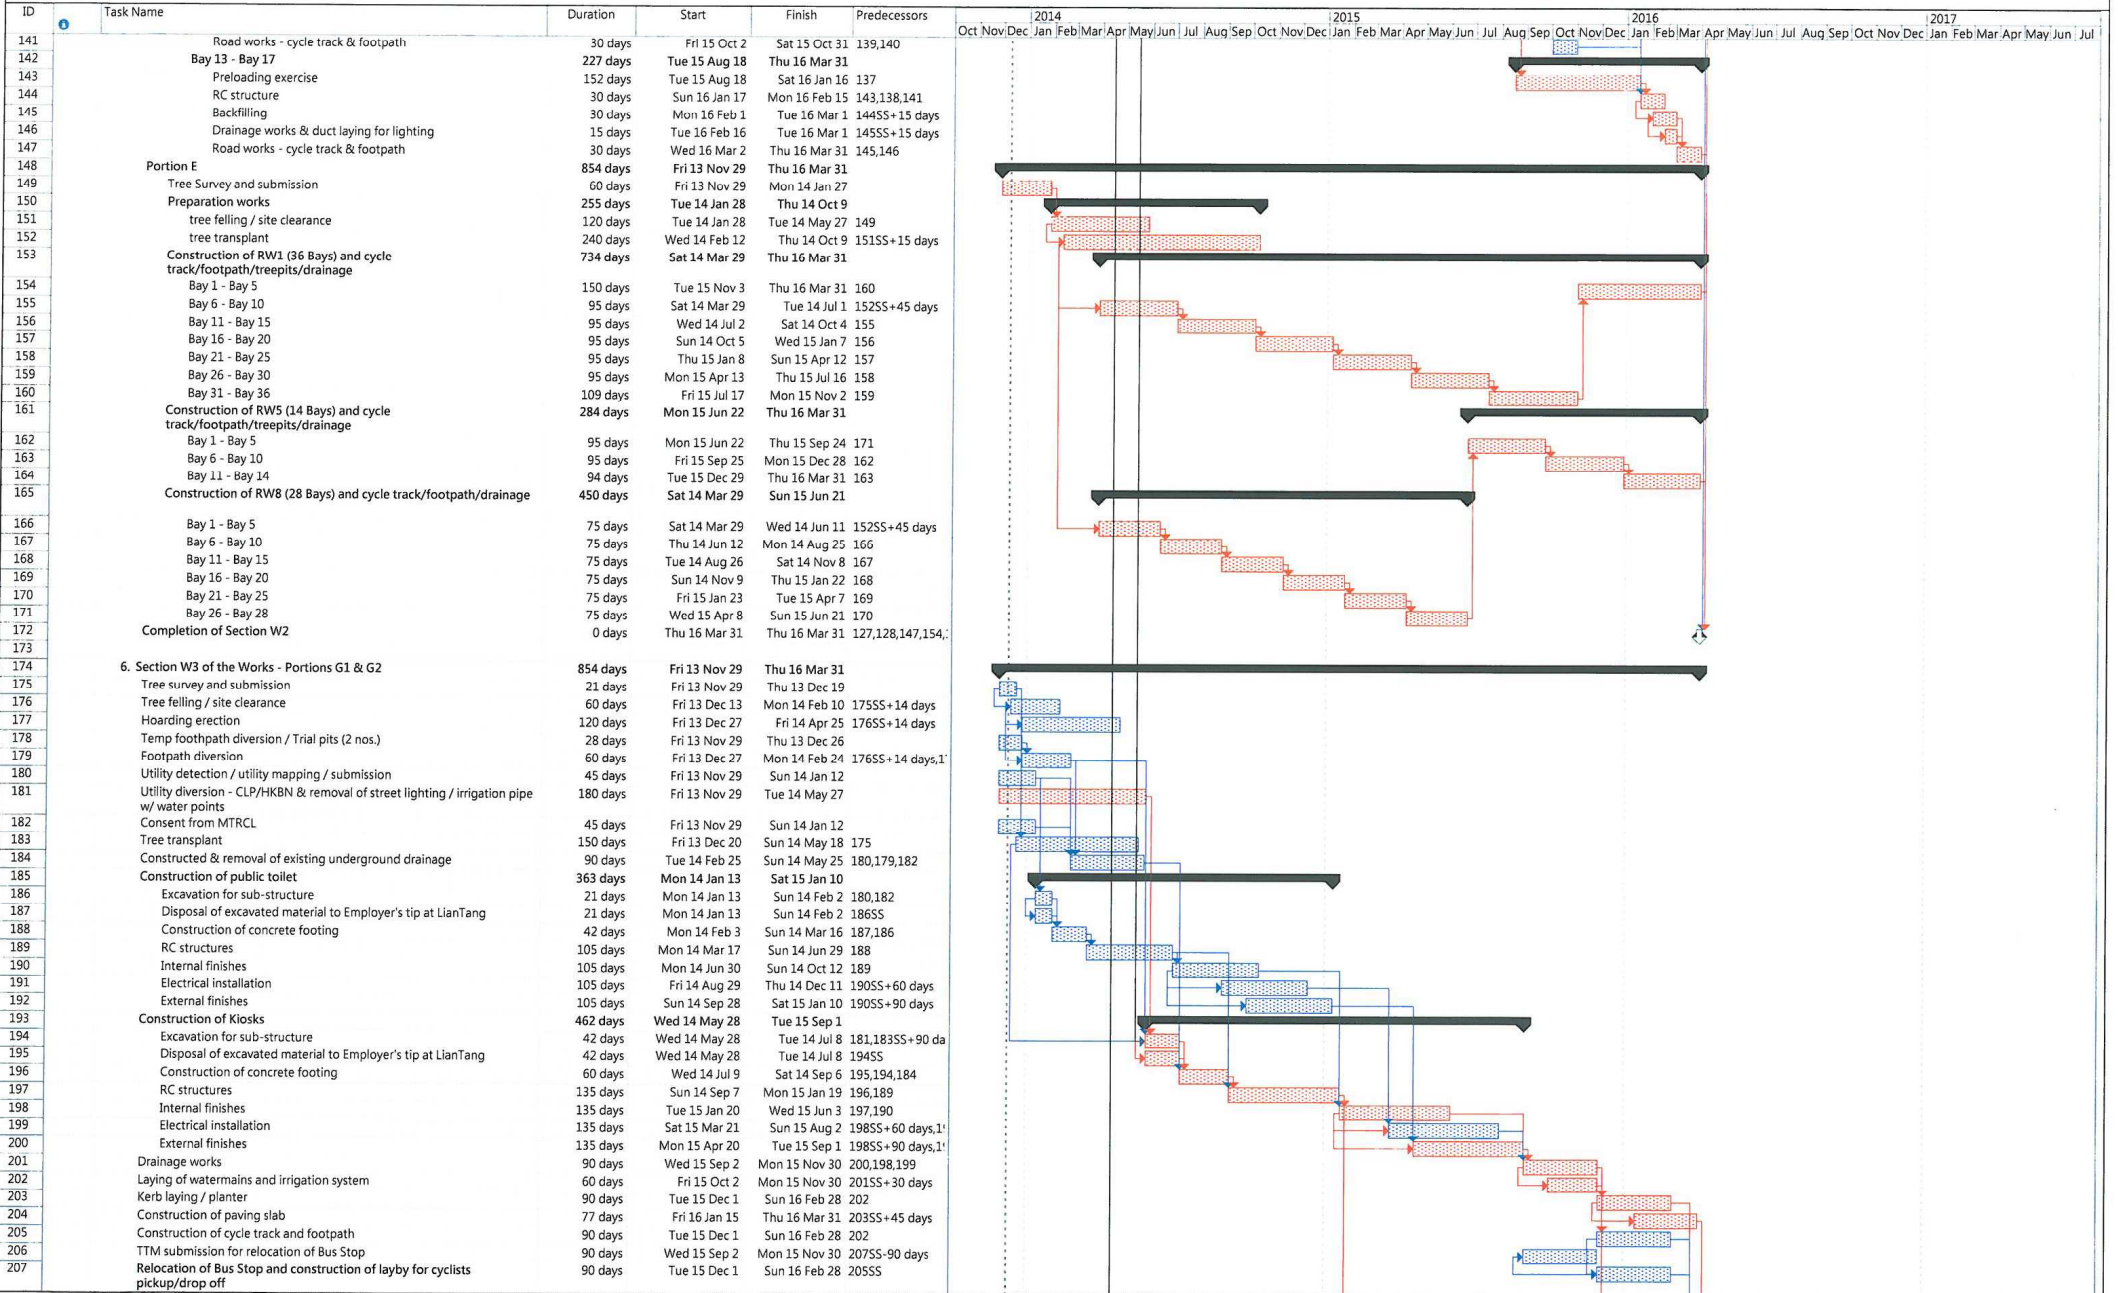 ID Task Name Duration Start Finish Predecessors 2014 2015 2016 2017
Oct Nov Dec Jan Feb Mar Apr May Jun Jul Aug Sep Oct Nov Dec Jan Feb Mar Apr May Jun Jul Aug Sep Oct Nov Dec Jan Feb Mar Apr May Jun Jul Aug Sep Oct Nov Dec Jan Feb Mar Apr May Jun Jul
141 Road works - cycle track & footpath 30 days Fri 15 Oct 2 Sat 15 Oct 31 139,140
142 Bay 13 - Bay 17 227 days Tue 15 Aug 18 Thu 16 Mar 31
143 Preloading exercise 152 days Tue 15 Aug 18 Sat 16 Jan 16 137
144 RC structure 30 days Sun 16 Jan 17 Mon 16 Feb 15 143,138,141
145 Backfilling 30 days Mon 16 Feb 1 Tue 16 Mar 1 144SS+15 days
146 Drainage works & duct laying for lighting 15 days Tue 16 Feb 16 Tue 16 Mar 1 145SS+15 days
147 Road works - cycle track & footpath 30 days Wed 16 Mar 2 Thu 16 Mar 31 145,146
148 Portion E 854 days Fri 13 Nov 29 Thu 16 Mar 31
149 Tree Survey and submission 60 days Fri 13 Nov 29 Mon 14 Jan 27
150 Preparation works 255 days Tue 14 Jan 28 Thu 14 Oct 9
151 tree felling / site clearance 120 days Tue 14 Jan 28 Tue 14 May 27 149
152 tree transplant 240 days Wed 14 Feb 12 Thu 14 Oct 9 151SS+15 days
153 Construction of RW1 (36 Bays) and cycle 734 days Sat 14 Mar 29 Thu 16 Mar 31
track/footpath/treepits/drainage
154 Bay 1 - Bay 5 150 days Tue 15 Nov 3 Thu 16 Mar 31 160
155 Bay 6 - Bay 10 95 days Sat 14 Mar 29 Tue 14 Jul 1 152SS+45 days
156 Bay 11 - Bay 15 95 days Wed 14 Jul 2 Sat 14 Oct 4 155
157 Bay 16 - Bay 20 95 days Sun 14 Oct 5 Wed 15 Jan 7 156
158 Bay 21 - Bay 25 95 days Thu 15 Jan 8 Sun 15 Apr 12 157
159 Bay 26 - Bay 30 95 days Mon 15 Apr 13 Thu 15 Jul 16 158
160 Bay 31 - Bay 36 109 days Fri 15 Jul 17 Mon 15 Nov 2 159
161 Construction of RW5 (14 Bays) and cycle 284 days Mon 15 Jun 22 Thu 16 Mar 31
track/footpath/treepits/drainage
162 Bay 1 - Bay 5 95 days Mon 15 Jun 22 Thu 15 Sep 24 171
163 Bay 6 - Bay 10 95 days Fri 15 Sep 25 Mon 15 Dec 28 162
164 Bay 11 - Bay 14 94 days Tue 15 Dec 29 Thu 16 Mar 31 163
165 Construction of RW8 (28 Bays) and cycle track/footpath/drainage 450 days Sat 14 Mar 29 Sun 15 Jun 21
166 Bay 1 - Bay 5 75 days Sat 14 Mar 29 Wed 14 Jun 11 152SS+45 days
167 Bay 6 - Bay 10 75 days Thu 14 Jun 12 Mon 14 Aug 25 166
168 Bay 11 - Bay 15 75 days Tue 14 Aug 26 Sat 14 Nov 8 167
169 Bay 16 - Bay 20 75 days Sun 14 Nov 9 Thu 15 Jan 22 168
170 Bay 21 - Bay 25 75 days Fri 15 Jan 23 Tue 15 Apr 7 169
171 Bay 26 - Bay 28 75 days Wed 15 Apr 8 Sun 15 Jun 21 170
172 Completion of Section W2 0 days Thu 16 Mar 31 Thu 16 Mar 31 127,128,147,154,
173
174 6. Section W3 of the Works - Portions G1 & G2 854 days Fri 13 Nov 29 Thu 16 Mar 31
175 Tree survey and submission 21 days Fri 13 Nov 29 Thu 13 Dec 19
176 Tree felling / site clearance 60 days Fri 13 Dec 13 Mon 14 Feb 10 175SS+14 days
177 Hoarding erection 120 days Fri 13 Dec 27 Fri 14 Apr 25 176SS+14 days
178 Temp foothpath diversion / Trial pits (2 nos.) 28 days Fri 13 Nov 29 Thu 13 Dec 26
179 Footpath diversion 60 days Fri 13 Dec 27 Mon 14 Feb 24 176SS+14 days,1
180 Utility detection / utility mapping / submission 45 days Fri 13 Nov 29 Sun 14 Jan 12
181 Utility diversion - CLP/HKBN & removal of street lighting / irrigation pipe 180 days Fri 13 Nov 29 Tue 14 May 27
w/ water points
182 Consent from MTRCL 45 days Fri 13 Nov 29 Sun 14 Jan 12
183 Tree transplant 150 days Fri 13 Dec 20 Sun 14 May 18 175
184 Constructed & removal of existing underground drainage 90 days Tue 14 Feb 25 Sun 14 May 25 180,179,182
185 Construction of public toilet 363 days Mon 14 Jan 13 Sat 15 Jan 10
186 Excavation for sub-structure 21 days Mon 14 Jan 13 Sun 14 Feb 2 180,182
187 Disposal of excavated material to Employer's tip at LianTang 21 days Mon 14 Jan 13 Sun 14 Feb 2 186SS
188 Construction of concrete footing 42 days Mon 14 Feb 3 Sun 14 Mar 16 187,186
189 RC structures 105 days Mon 14 Mar 17 Sun 14 Jun 29 188
190 Internal finishes 105 days Mon 14 Jun 30 Sun 14 Oct 12 189
191 Electrical installation 105 days Fri 14 Aug 29 Thu 14 Dec 11 190SS+60 days
192 External finishes 105 days Sun 14 Sep 28 Sat 15 Jan 10 190SS+90 days
193 Construction of Kiosks 462 days Wed 14 May 28 Tue 15 Sep 1
194 Excavation for sub-structure 42 days Wed 14 May 28 Tue 14 Jul 8 181,183SS+90 da
195 Disposal of excavated material to Employer's tip at LianTang 42 days Wed 14 May 28 Tue 14 Jul 8 194SS
196 Construction of concrete footing 60 days Wed 14 Jul 9 Sat 14 Sep 6 195,194,184
197 RC structures 135 days Sun 14 Sep 7 Mon 15 Jan 19 196,189
198 Internal finishes 135 days Tue 15 Jan 20 Wed 15 Jun 3 197,190
199 Electrical installation 135 days Sat 15 Mar 21 Sun 15 Aug 2 198SS+60 days,1
200 External finishes 135 days Mon 15 Apr 20 Tue 15 Sep 1 198SS+90 days,1
201 Drainage works 90 days Wed 15 Sep 2 Mon 15 Nov 30 200,198,199
202 Laying of watermains and irrigation system 60 days Fri 15 Oct 2 Mon 15 Nov 30 201SS+30 days
203 Kerb laying / planter 90 days Tue 15 Dec 1 Sun 16 Feb 28 202
204 Construction of paving slab 77 days Fri 16 Jan 15 Thu 16 Mar 31 203SS+45 days
205 Construction of cycle track and footpath 90 days Tue 15 Dec 1 Sun 16 Feb 28 202
206 TTM submission for relocation of Bus Stop 90 days Wed 15 Sep 2 Mon 15 Nov 30 207SS-90 days
207 Relocation of Bus Stop and construction of layby for cyclists 90 days Tue 15 Dec 1 Sun 16 Feb 28 205SS
pickup/drop off